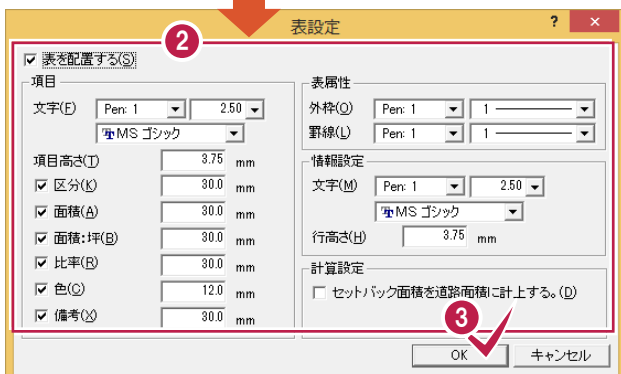 表設定
? ×
2
表を配置する(S)
項目
文字(F) Pen: 1 2.50
MS ゴシック
項目高さ(T) 3.75 mm
区分(K) 30.0 mm
面積(A) 30.0 mm
面積:坪(B) 30.0 mm
比率(R) 30.0 mm
色(C) 12.0 mm
備考(X) 30.0 mm
表属性
外枠(O) Pen: 1 1
罫線(L) Pen: 1 1
情報設定
文字(M) Pen: 1 2.50
MS ゴシック
行高さ(H) 3.75 mm
計算設定
セットバック面積を道路面積に計上する。(D)
3
OK キャンセル